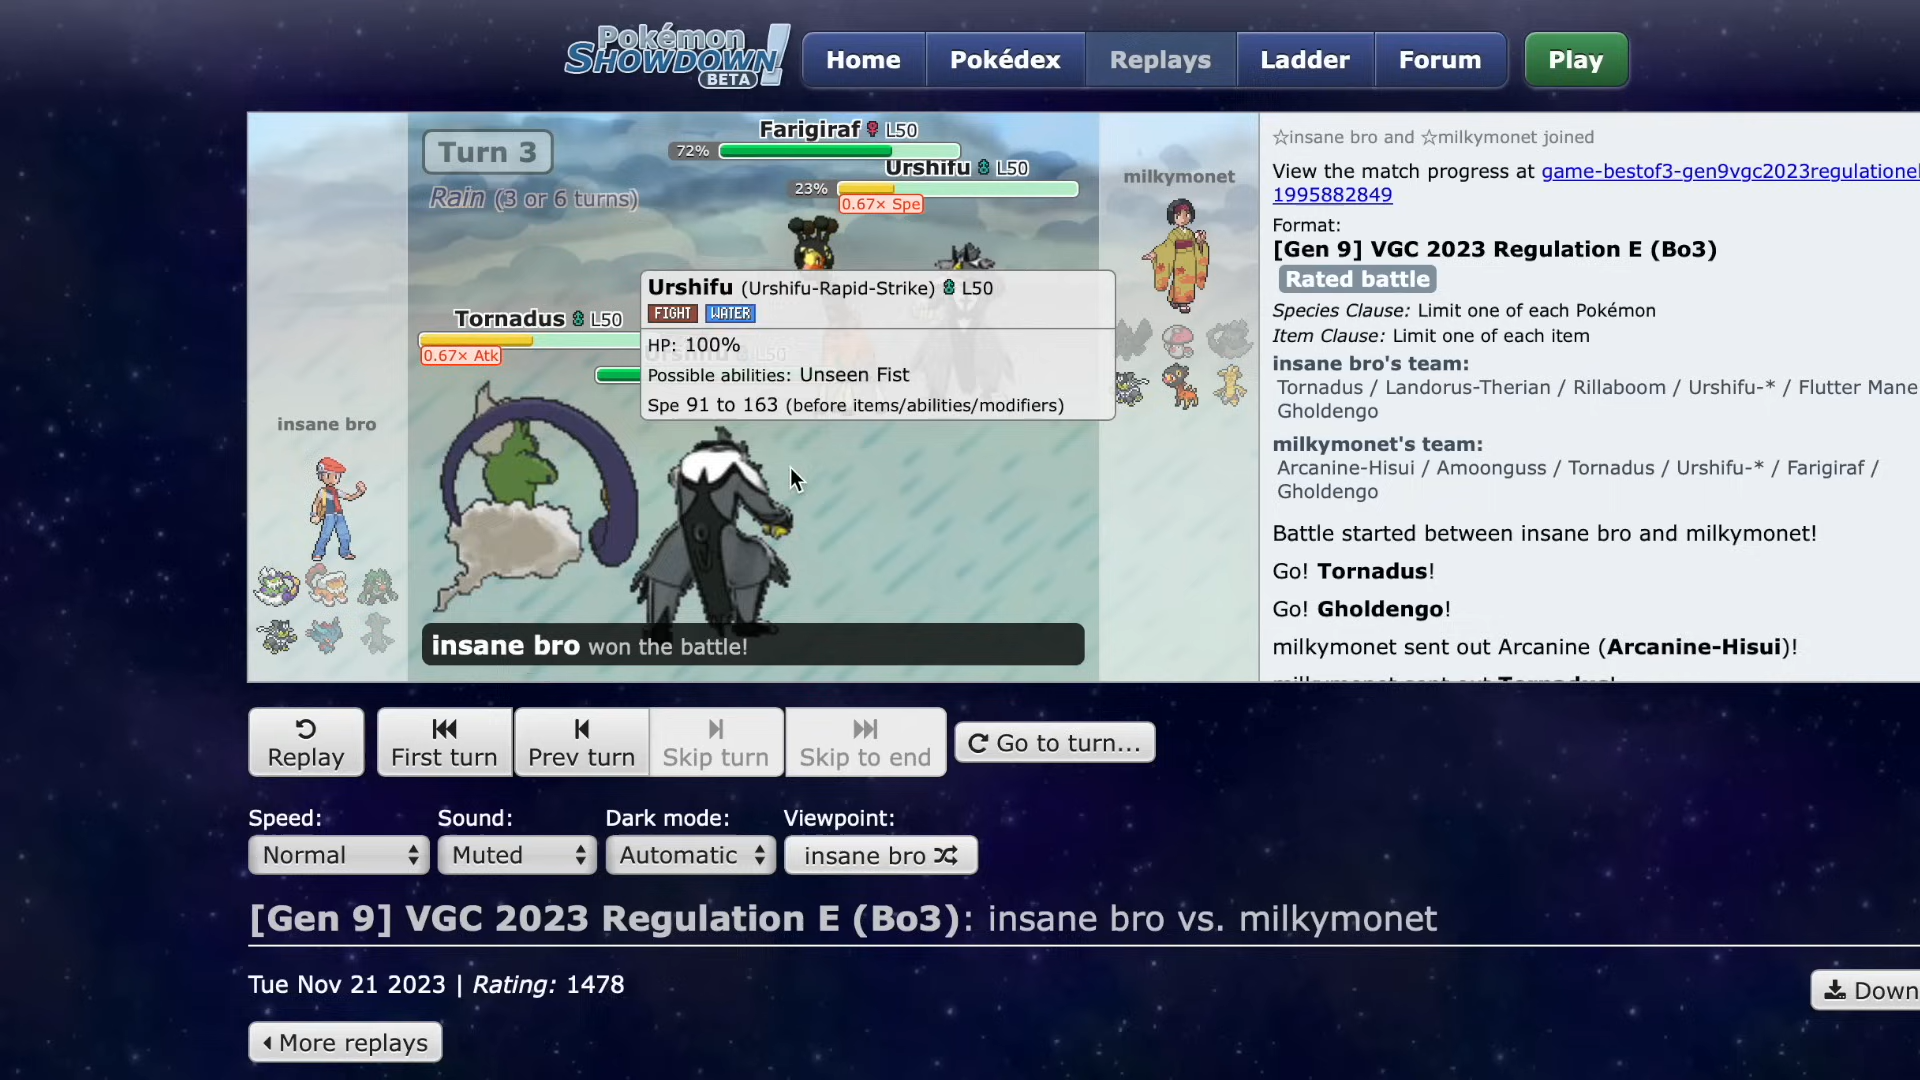 Pokémon
SHOWDOWN!
BETA
Home
Pokédex
Replays
Ladder
Forum
Play
Turn 3
Rain (3 or 6 turns)
Farigiraf L50
72%
Urshifu L50
23%
0.67× Spe
Tornadus L50
0.67× Atk
Urshifu (Urshifu-Rapid-Strike) L50
FIGHT WATER
HP: 100%
Possible abilities: Unseen Fist
Spe 91 to 163 (before items/abilities/modifiers)
insane bro
milkymonet
insane bro won the battle!
☆insane bro and ☆milkymonet joined
View the match progress at game-bestof3-gen9vgc2023regulatione
1995882849
Format:
[Gen 9] VGC 2023 Regulation E (Bo3)
Rated battle
Species Clause: Limit one of each Pokémon
Item Clause: Limit one of each item
insane bro's team:
Tornadus / Landorus-Therian / Rillaboom / Urshifu-* / Flutter Mane
Gholdengo
milkymonet's team:
Arcanine-Hisui / Amoonguss / Tornadus / Urshifu-* / Farigiraf /
Gholdengo
Battle started between insane bro and milkymonet!
Go! Tornadus!
Go! Gholdengo!
milkymonet sent out Arcanine (Arcanine-Hisui)!
milkymonet sent out Tornadus!
Replay
First turn
Prev turn
Skip turn
Skip to end
Go to turn...
Speed:
Normal
Sound:
Muted
Dark mode:
Automatic
Viewpoint:
insane bro
[Gen 9] VGC 2023 Regulation E (Bo3): insane bro vs. milkymonet
Tue Nov 21 2023 | Rating: 1478
Down
More replays